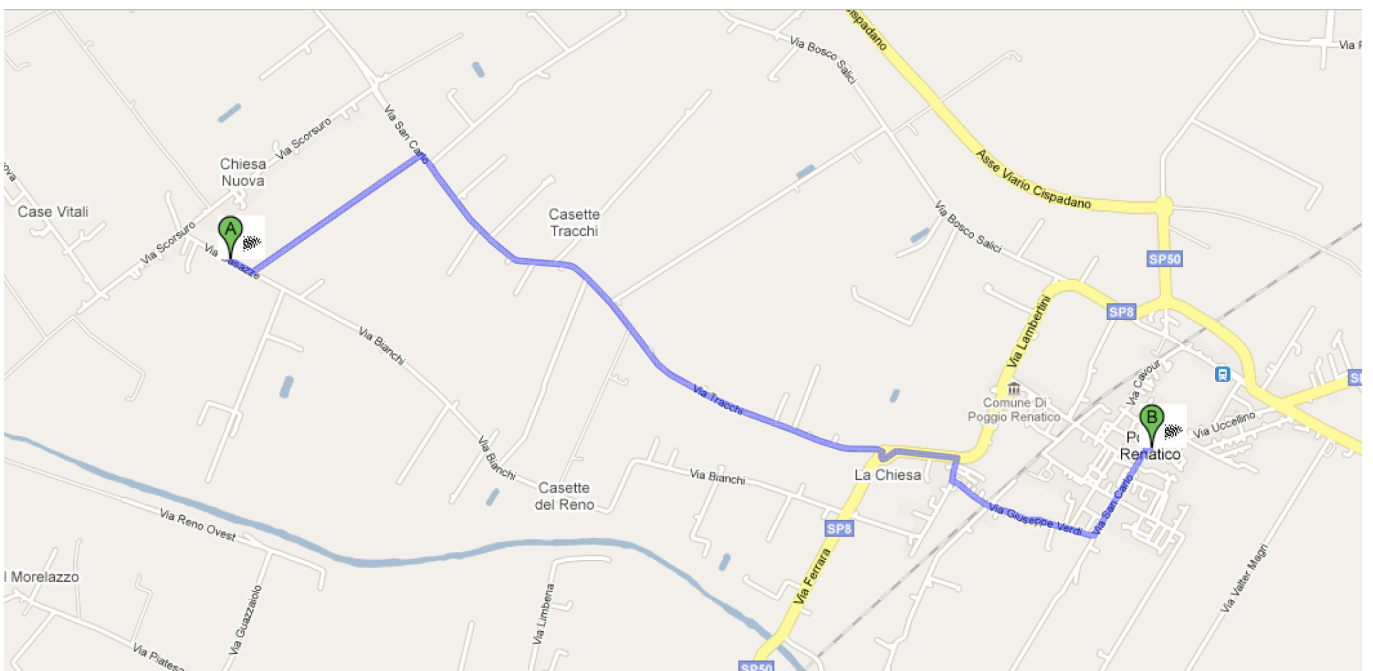 Cispadano
Via Bosco Salici
Via San Carlo
Via Scorsuro
Chiesa
Nuova
Asse Viario Cispadano
Case Vitali
Casette
Tracchi
Via Bosco Salici
A
Via Scorsuro
SP50
Via Lambertini
SP8
Via Bianchi
Via Cavour
Via Tracchi
Comune Di
Poggio Renatico
B
Via Uccellino
Renatico
Via Bianchi
La Chiesa
Via Bianchi
Casette
del Reno
Via San Carlo
Via Giuseppe Verdi
Via Reno Ovest
SP8
Via Ferrara
Via Valter Magri
l Morelazzo
Via Guazzaiolo
Via Limbena
Via Piatesa
SP50